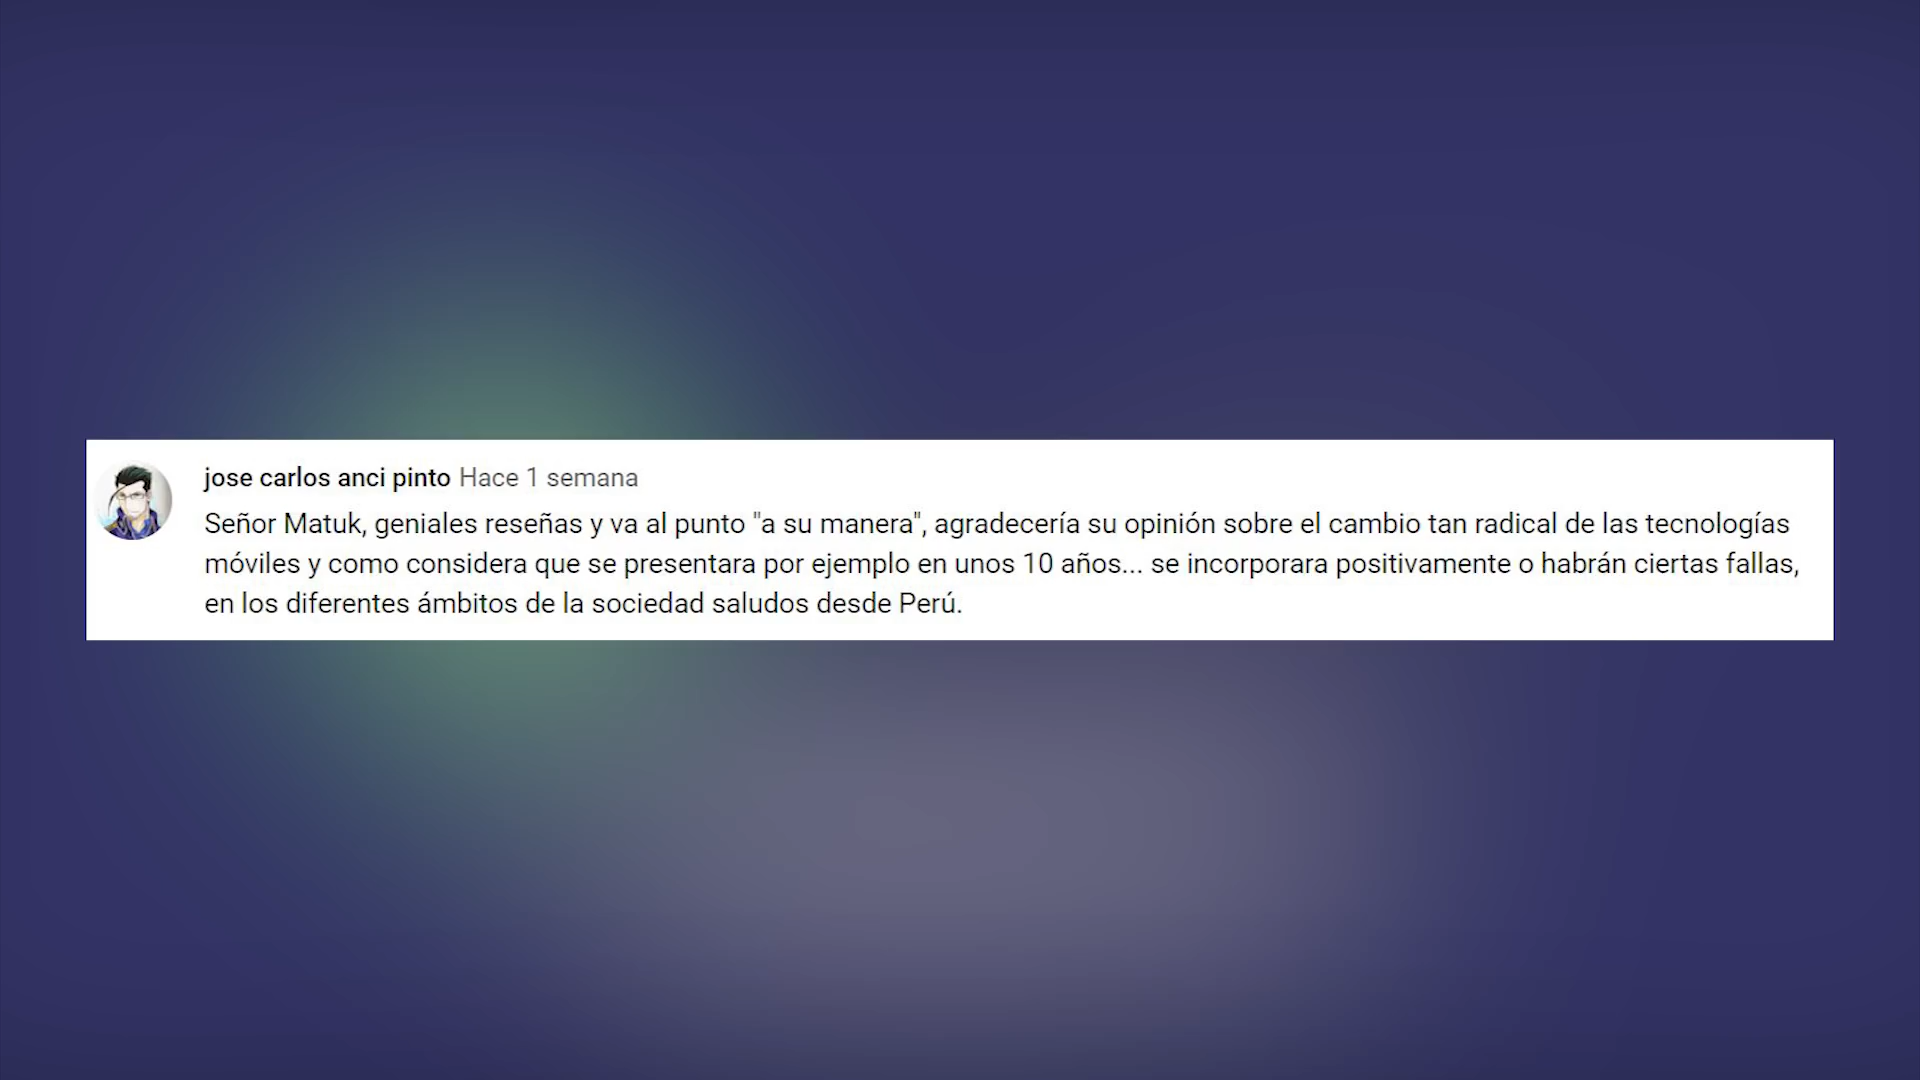 jose carlos anci pinto Hace 1 semana
Señor Matuk, geniales reseñas y va al punto "a su manera", agradecería su opinión sobre el cambio tan radical de las tecnologías
móviles y como considera que se presentara por ejemplo en unos 10 años... se incorporara positivamente o habrán ciertas fallas,
en los diferentes ámbitos de la sociedad saludos desde Perú.